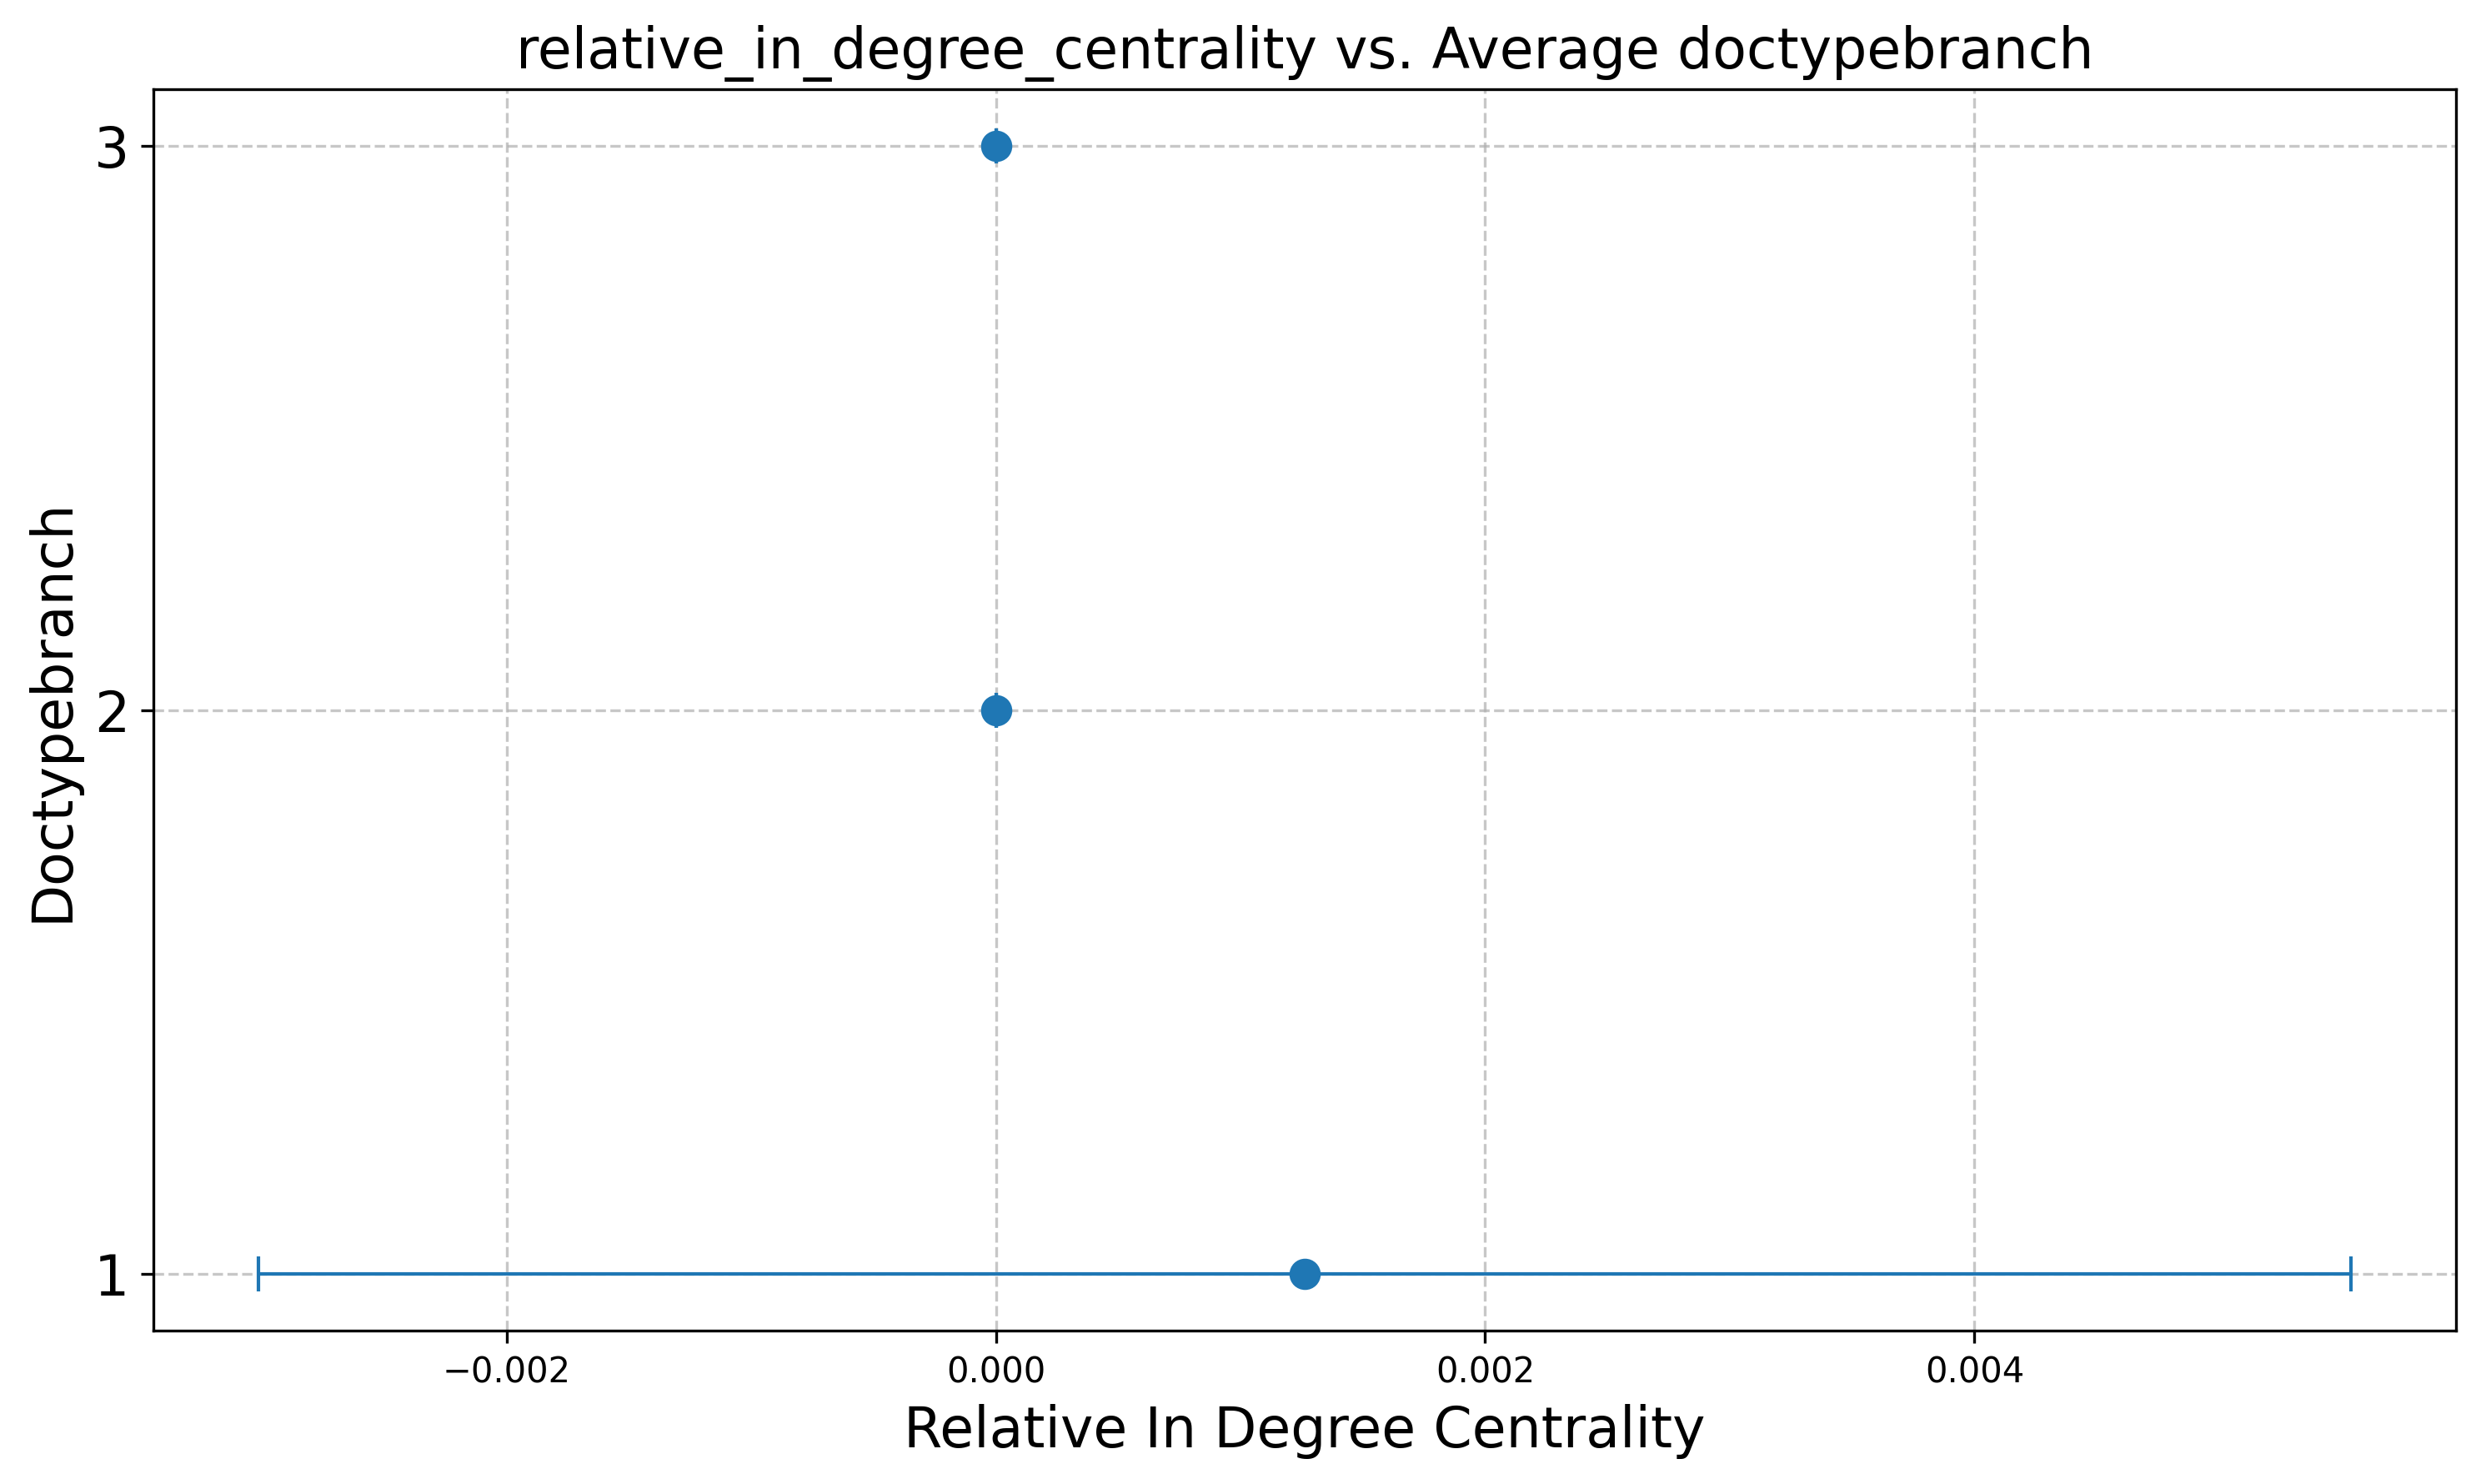 relative_in_degree_centrality vs. Average doctypebranch
3
2
1
Doctypebranch
−0.002 0.000 0.002 0.004
Relative In Degree Centrality